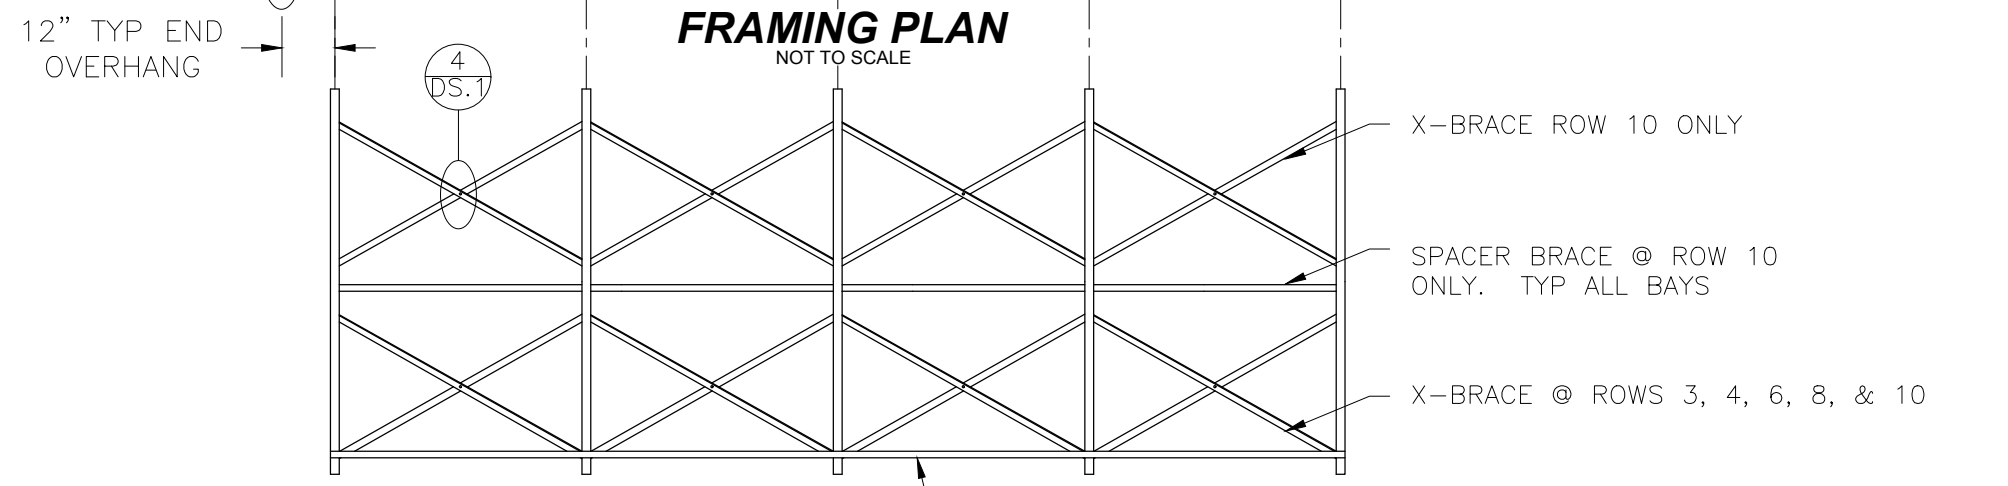 12” TYP END
OVERHANG
FRAMING PLAN
NOT TO SCALE
4
DS.1
X-BRACE ROW 10 ONLY
SPACER BRACE @ ROW 10
ONLY. TYP ALL BAYS
X-BRACE @ ROWS 3, 4, 6, 8, & 10